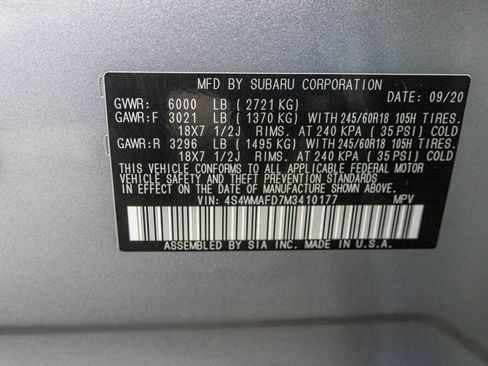 MFD BY SUBARU CORPORATION
DATE: 09/20
GVWR: 6000 LB (2721 KG)
GAWR:F 3021 LB (1370 KG) WITH 245/60R18 105H TIRES.
18X7 1/2J RIMS. AT 240 KPA (35 PSI) COLD
GAWR:R 3296 LB (1495 KG) WITH 245/60R18 105H TIRES.
18X7 1/2J RIMS. AT 240 KPA (35 PSI) COLD
THIS VEHICLE CONFORMS TO ALL APPLICABLE FEDERAL MOTOR
VEHICLE SAFETY AND THEFT PREVENTION STANDARDS
IN EFFECT ON THE DATE OF MANUFACTURE SHOWN ABOVE.
VIN: 4S4WMAFD7M3410177 MPV
ASSEMBLED BY SIA INC. MADE IN U.S.A.